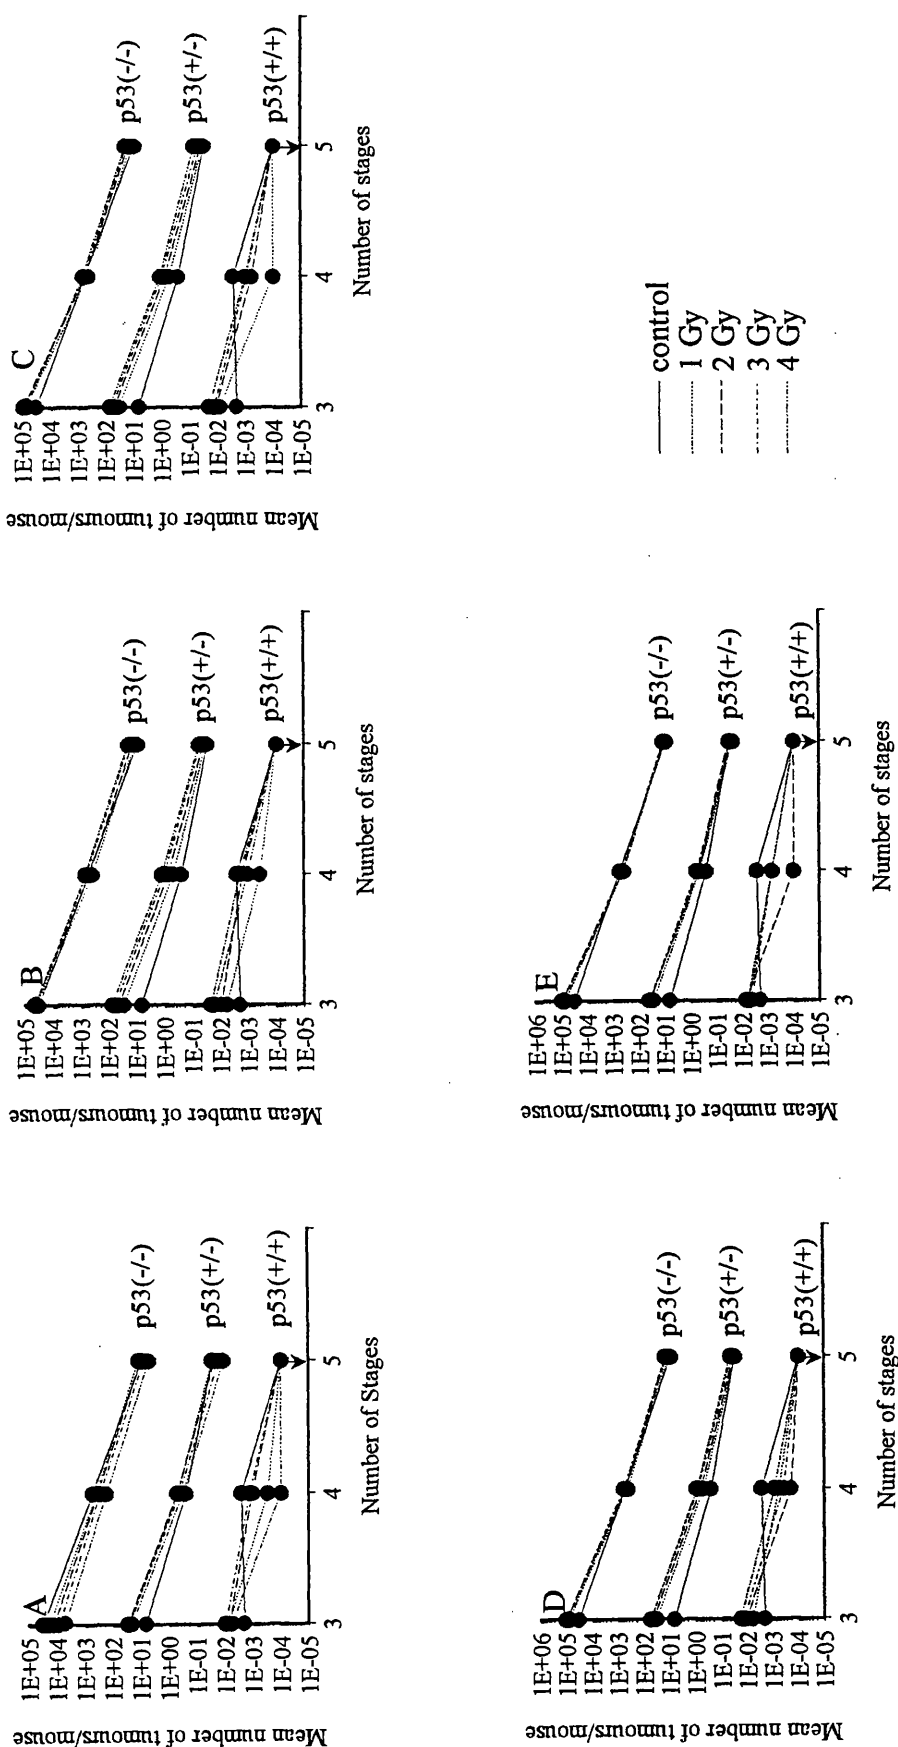 A
Mean number of tumours/mouse
1E+05
1E+04
1E+03
1E+02
1E+01
1E+00
1E-01
1E-02
1E-03
1E-04
1E-05
p53(-/-)
p53(+/-)
p53(+/+)
3
4
5
Number of Stages
B
Mean number of tumours/mouse
1E+05
1E+04
1E+03
1E+02
1E+01
1E+00
1E-01
1E-02
1E-03
1E-04
1E-05
p53(-/-)
p53(+/-)
p53(+/+)
3
4
5
Number of stages
C
Mean number of tumours/mouse
1E+05
1E+04
1E+03
1E+02
1E+01
1E+00
1E-01
1E-02
1E-03
1E-04
1E-05
p53(-/-)
p53(+/-)
p53(+/+)
3
4
5
Number of stages
D
Mean number of tumours/mouse
1E+06
1E+05
1E+04
1E+03
1E+02
1E+01
1E+00
1E-01
1E-02
1E-03
1E-04
1E-05
p53(-/-)
p53(+/-)
p53(+/+)
3
4
5
Number of stages
E
Mean number of tumours/mouse
1E+06
1E+05
1E+04
1E+03
1E+02
1E+01
1E+00
1E-01
1E-02
1E-03
1E-04
1E-05
p53(-/-)
p53(+/-)
p53(+/+)
3
4
5
Number of stages
control
1 Gy
2 Gy
3 Gy
4 Gy